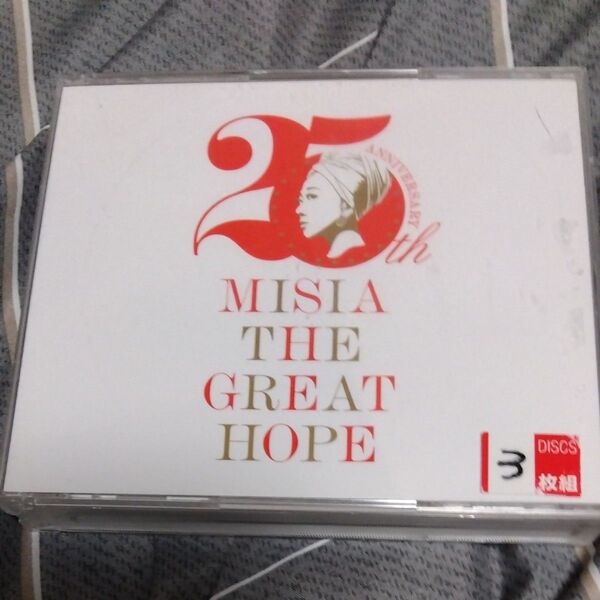 25th
ANNIVERSARY
MISIA
THE
GREAT
HOPE
3 DISCS
枚組